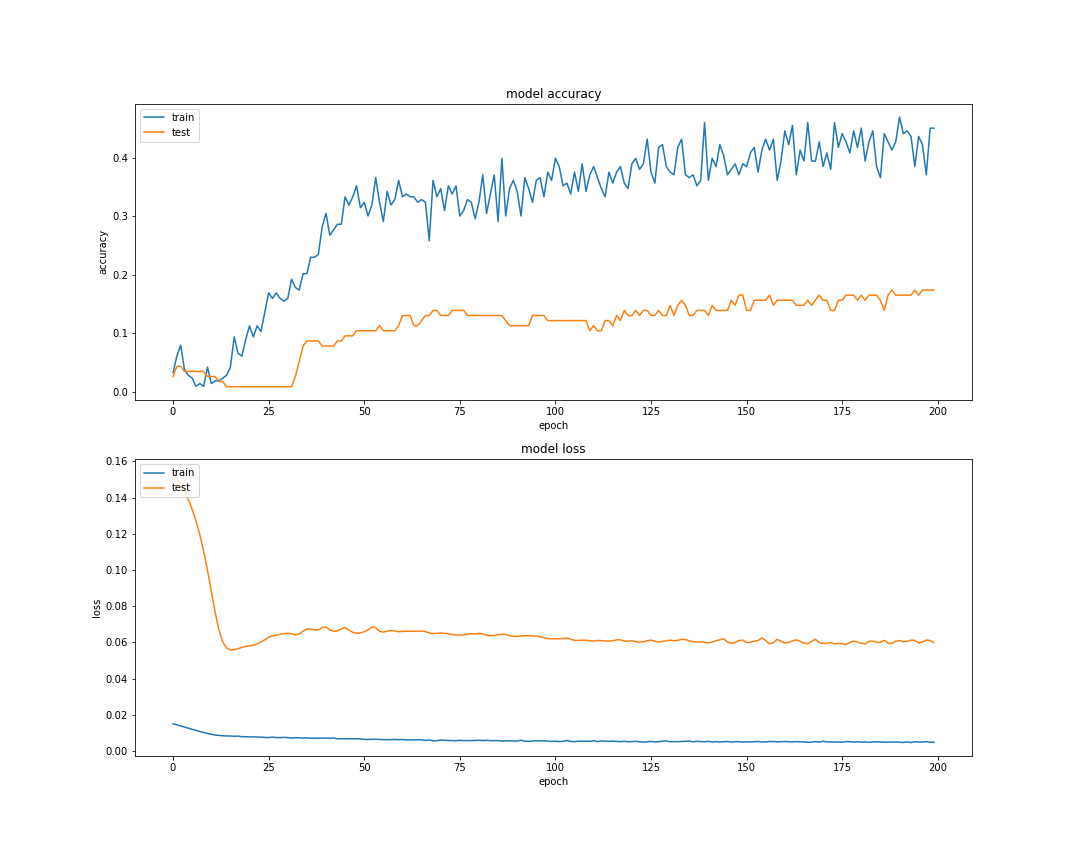 model accuracy
train
test
0.4
0.3
0.2
0.1
0.0
accuracy
0 25 50 75 100 125 150 175 200
epoch
model loss
train
test
0.16
0.14
0.12
0.10
0.08
0.06
0.04
0.02
0.00
loss
0 25 50 75 100 125 150 175 200
epoch